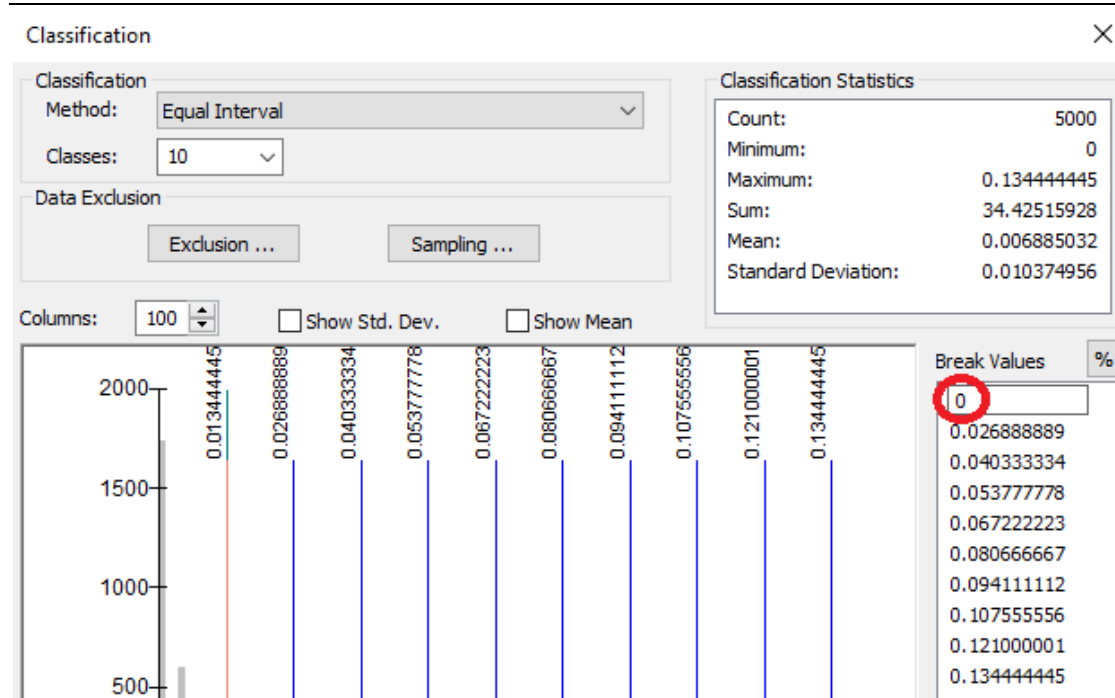 Classification
Classification
Method: Equal Interval
Classes: 10
Data Exclusion
Exclusion ...
Sampling ...
Classification Statistics
Count: 5000
Minimum: 0
Maximum: 0.134444445
Sum: 34.42515928
Mean: 0.006885032
Standard Deviation: 0.010374956
Columns: 100 Show Std. Dev. Show Mean
0.013444445
0.026888889
0.040333334
0.053777778
0.067222223
0.080666667
0.094111112
0.107555556
0.121000001
0.134444445
2000
1500
1000
500
Break Values %
0
0.026888889
0.040333334
0.053777778
0.067222223
0.080666667
0.094111112
0.107555556
0.121000001
0.134444445